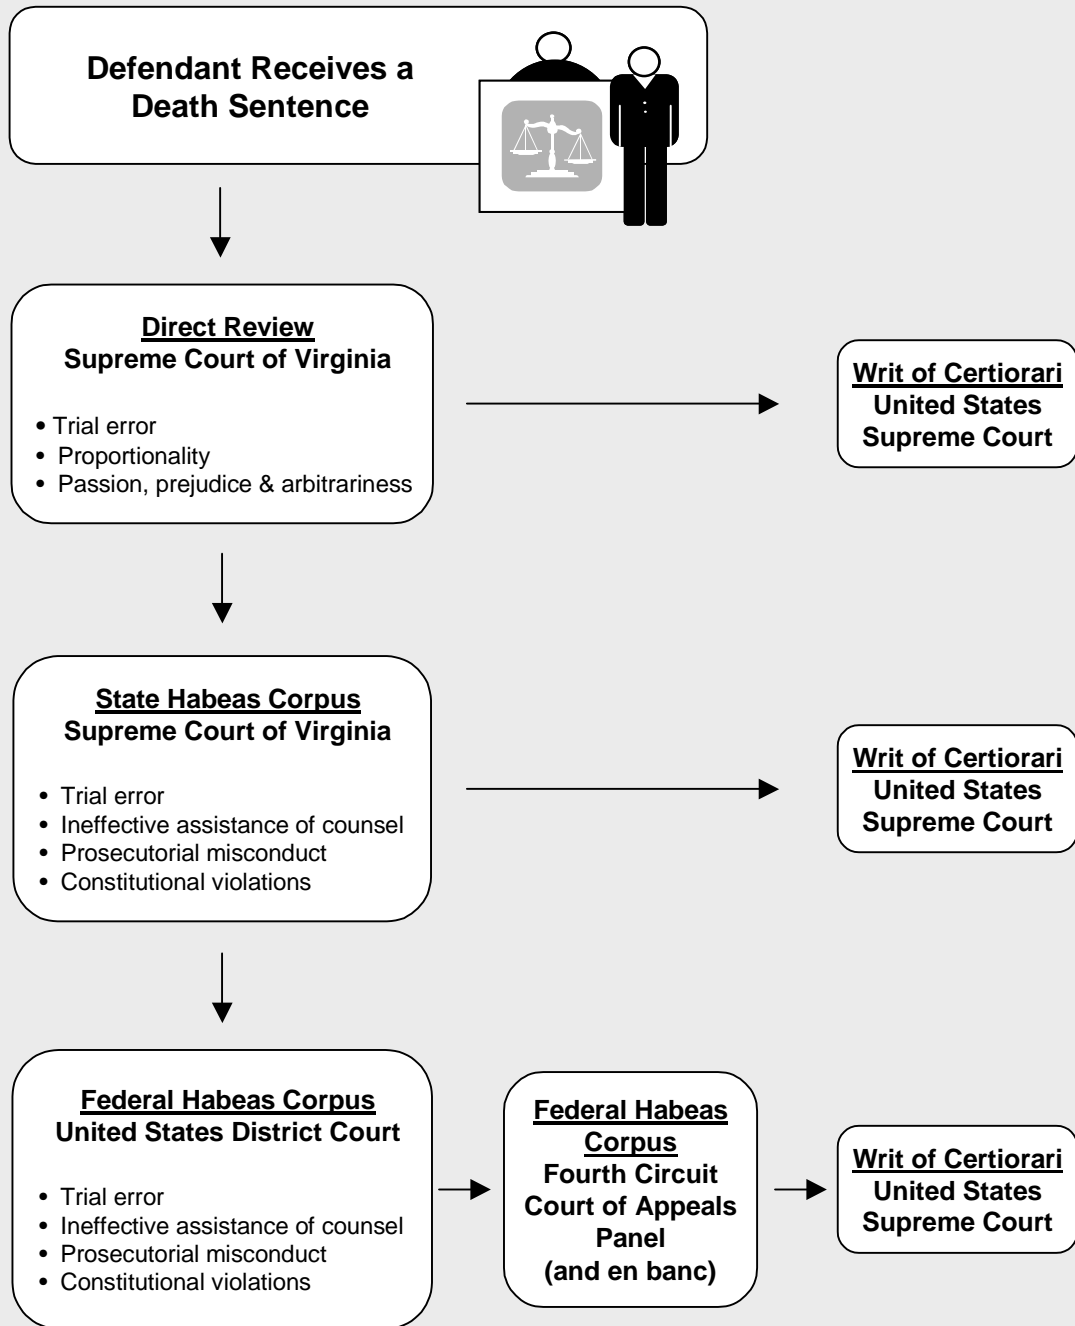 Defendant Receives a
Death Sentence
Direct Review
Supreme Court of Virginia
• Trial error
• Proportionality
• Passion, prejudice & arbitrariness
Writ of Certiorari
United States
Supreme Court
State Habeas Corpus
Supreme Court of Virginia
• Trial error
• Ineffective assistance of counsel
• Prosecutorial misconduct
• Constitutional violations
Writ of Certiorari
United States
Supreme Court
Federal Habeas Corpus
United States District Court
• Trial error
• Ineffective assistance of counsel
• Prosecutorial misconduct
• Constitutional violations
Federal Habeas
Corpus
Fourth Circuit
Court of Appeals
Panel
(and en banc)
Writ of Certiorari
United States
Supreme Court